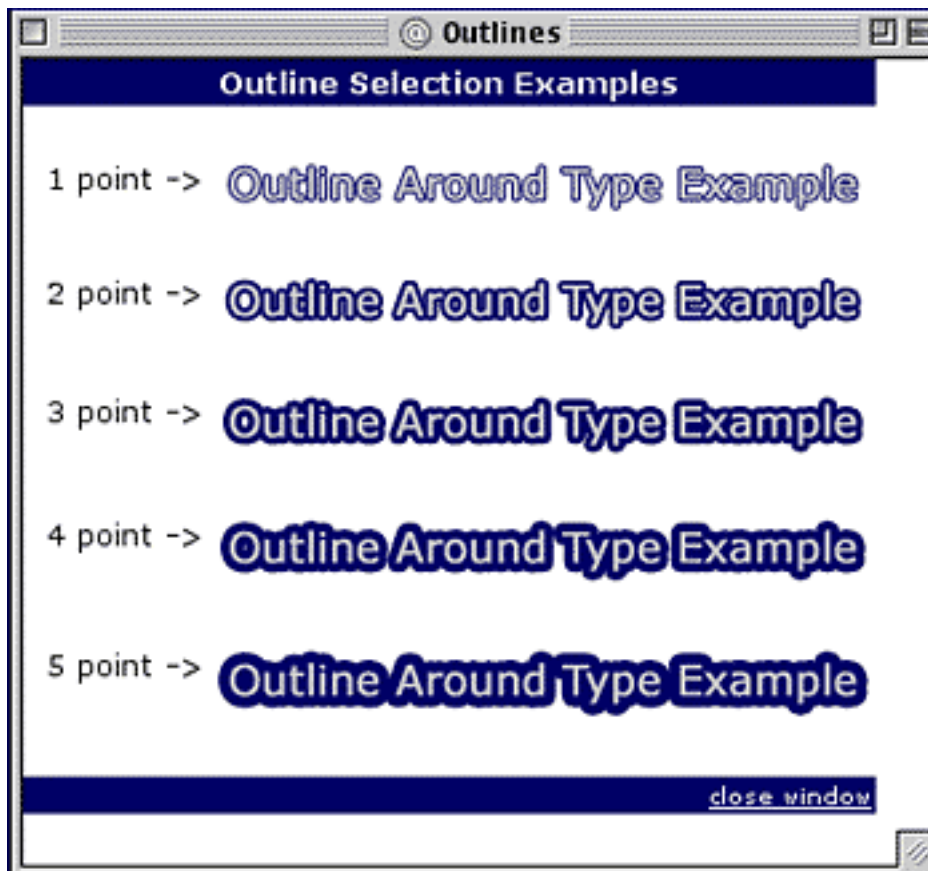 Outlines
Outline Selection Examples
1 point -> Outline Around Type Example
2 point -> Outline Around Type Example
3 point -> Outline Around Type Example
4 point -> Outline Around Type Example
5 point -> Outline Around Type Example
close window